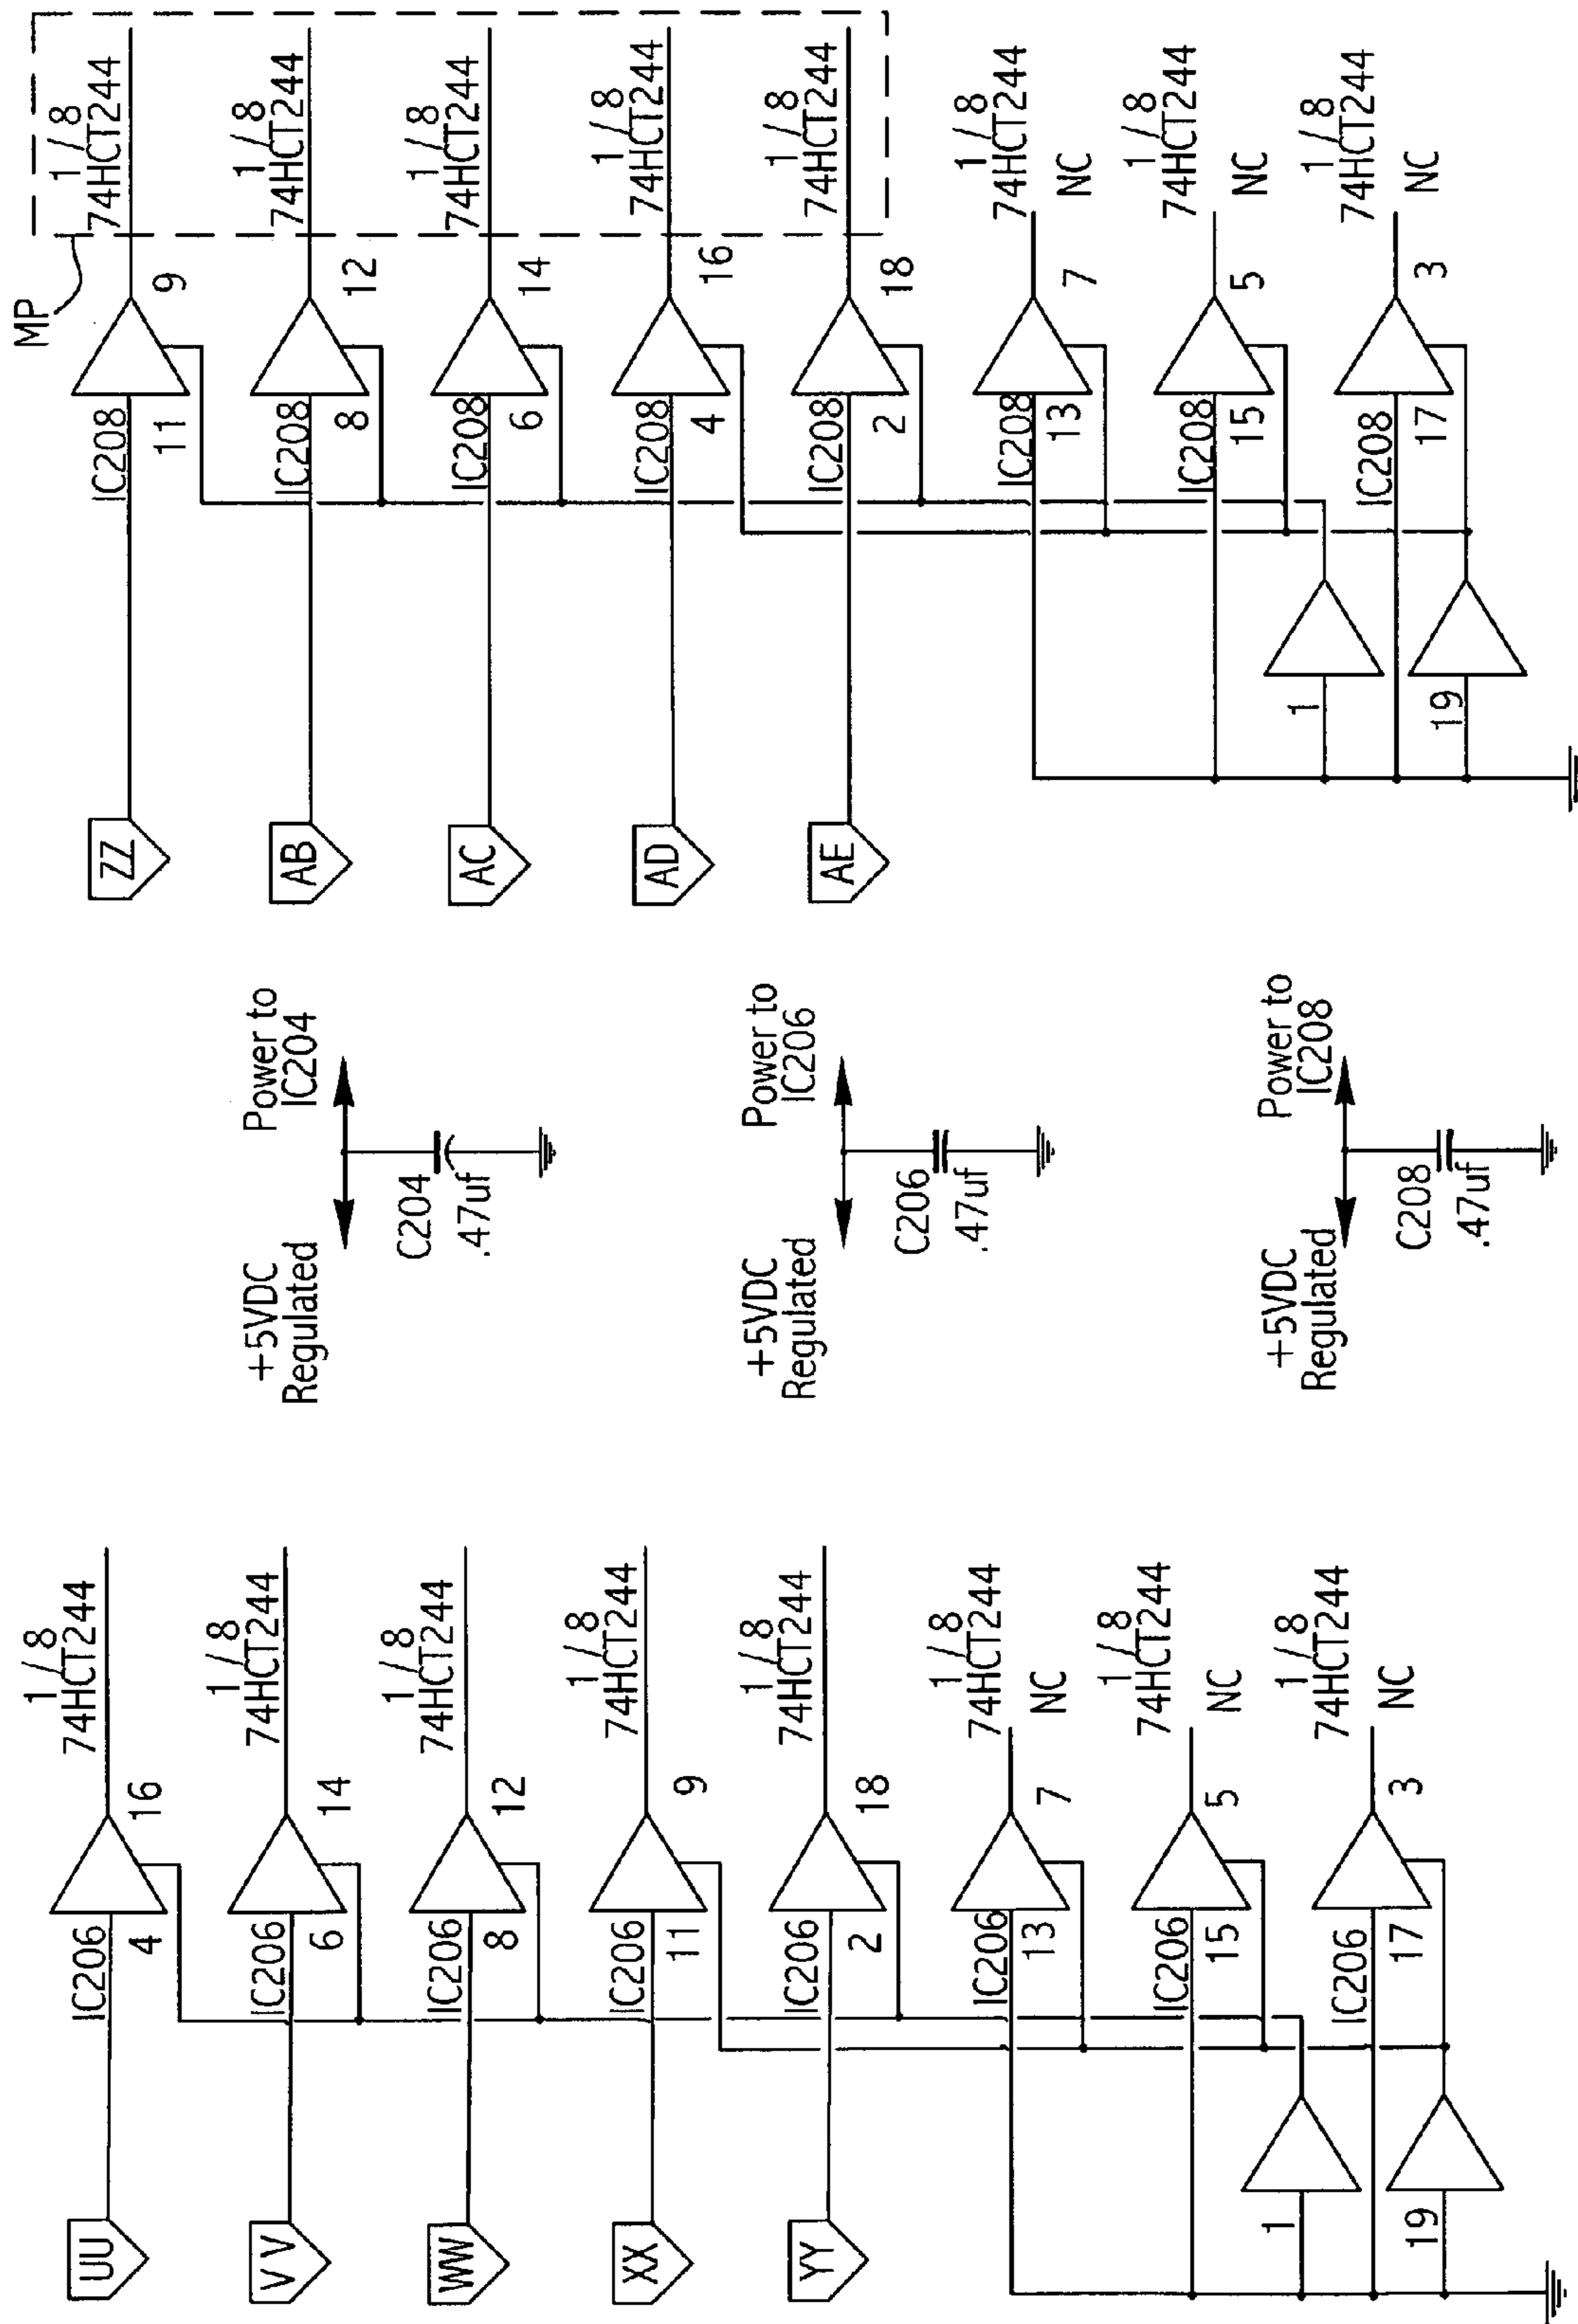 MP
ZZ
IC208
11
9
1/8
74HCT244
AB
IC208
8
12
1/8
74HCT244
AC
IC208
6
14
1/8
74HCT244
AD
IC208
4
16
1/8
74HCT244
AE
IC208
2
18
1/8
74HCT244
IC208
13
7
1/8
74HCT244
NC
IC208
15
5
1/8
74HCT244
NC
IC208
17
3
1/8
74HCT244
NC
1
19
+5VDC
Regulated
Power to
IC204
C204
.47uf
+5VDC
Regulated
Power to
IC206
C206
.47uf
+5VDC
Regulated
Power to
IC208
C208
.47uf
UU
IC206
4
16
1/8
74HCT244
VV
IC206
6
14
1/8
74HCT244
WW
IC206
8
12
1/8
74HCT244
XX
IC206
11
9
1/8
74HCT244
YY
IC206
2
18
1/8
74HCT244
IC206
13
7
1/8
74HCT244
NC
IC206
15
5
1/8
74HCT244
NC
IC206
17
3
1/8
74HCT244
NC
1
19